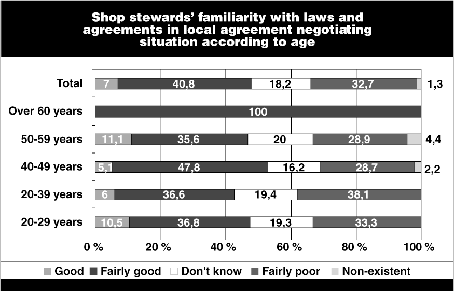 Shop stewards' familiarity with laws and
agreements in local agreement negotiating
situation according to age
Total 7 40,8 18,2 32,7 1,3
Over 60 years 100
50-59 years 11,1 35,6 20 28,9 4,4
40-49 years 5,1 47,8 16,2 28,7 2,2
20-39 years 6 36,6 19,4 38,1
20-29 years 10,5 36,8 19,3 33,3
0 % 20 % 40 % 60 % 80 % 100 %
Good Fairly good Don't know Fairly poor Non-existent